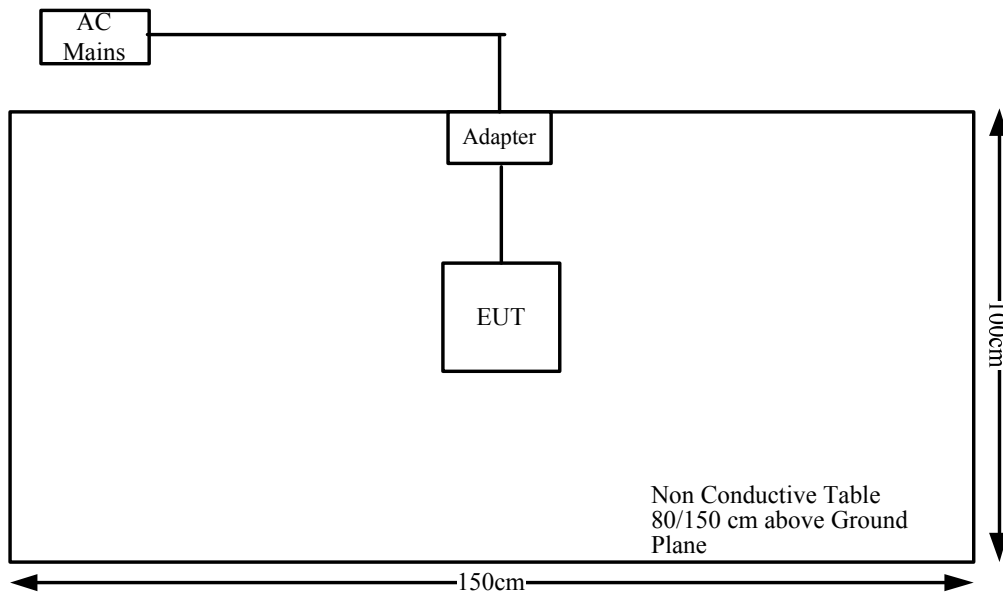 AC
Mains
Adapter
EUT
100cm
Non Conductive Table
80/150 cm above Ground
Plane
150cm